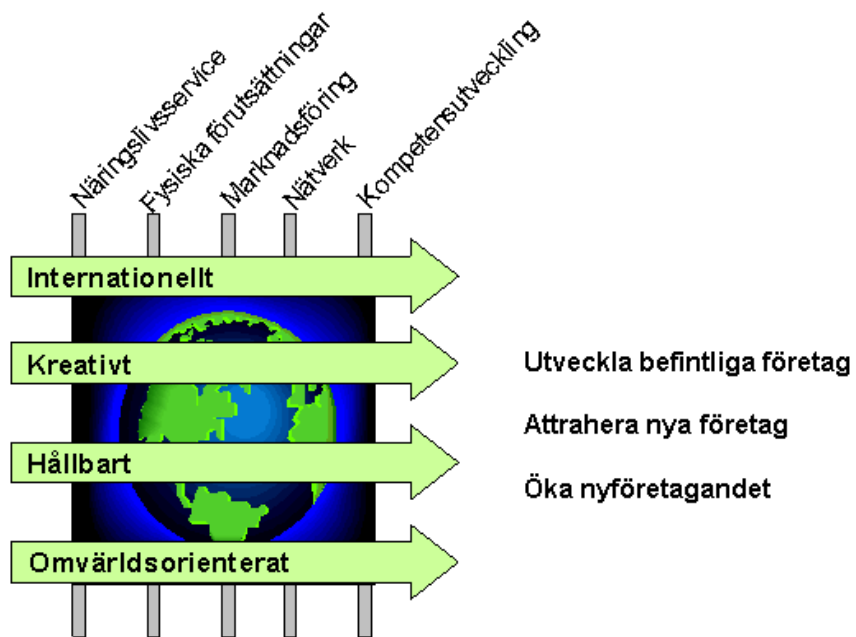 Näringslivsservice
Fysiska förutsättningar
Marknadsföring
Nätverk
Kompetensutveckling
Internationellt
Kreativt
Hållbart
Omvärldsorienterat
Utveckla befintliga företag
Attrahera nya företag
Öka nyföretagandet